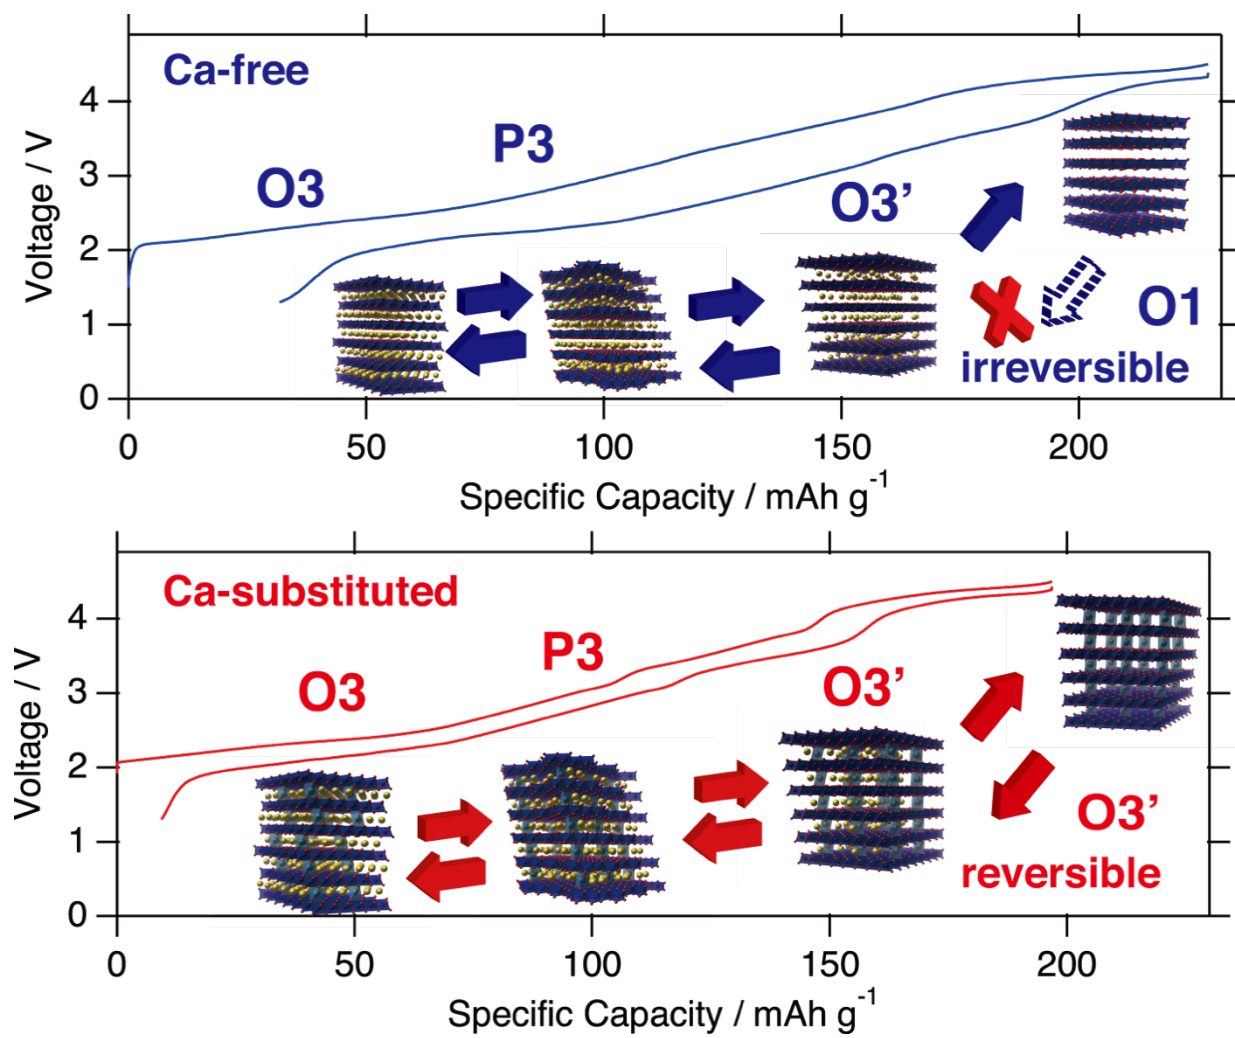 Ca-free
Voltage / V
4
3
2
1
0
O3
P3
O3’
O1
irreversible
0
50
100
150
200
Specific Capacity / mAh g-1
Ca-substituted
Voltage / V
4
3
2
1
0
O3
P3
O3’
O3’
reversible
0
50
100
150
200
Specific Capacity / mAh g-1